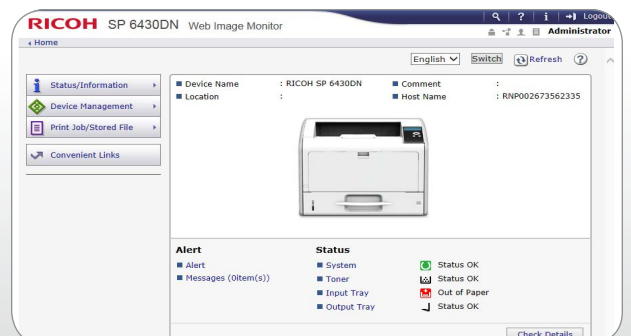 RICOH SP 6430DN Web Image Monitor
? i Logout
Administrator
Home
English Switch Refresh ?
Status/Information
Device Management
Print Job/Stored File
Convenient Links
Device Name : RICOH SP 6430DN Comment :
Location : Host Name : RNP002673562335
Alert Status
Alert System Status OK
Messages (0item(s)) Toner Status OK
Input Tray Out of Paper
Output Tray Status OK
Check Details